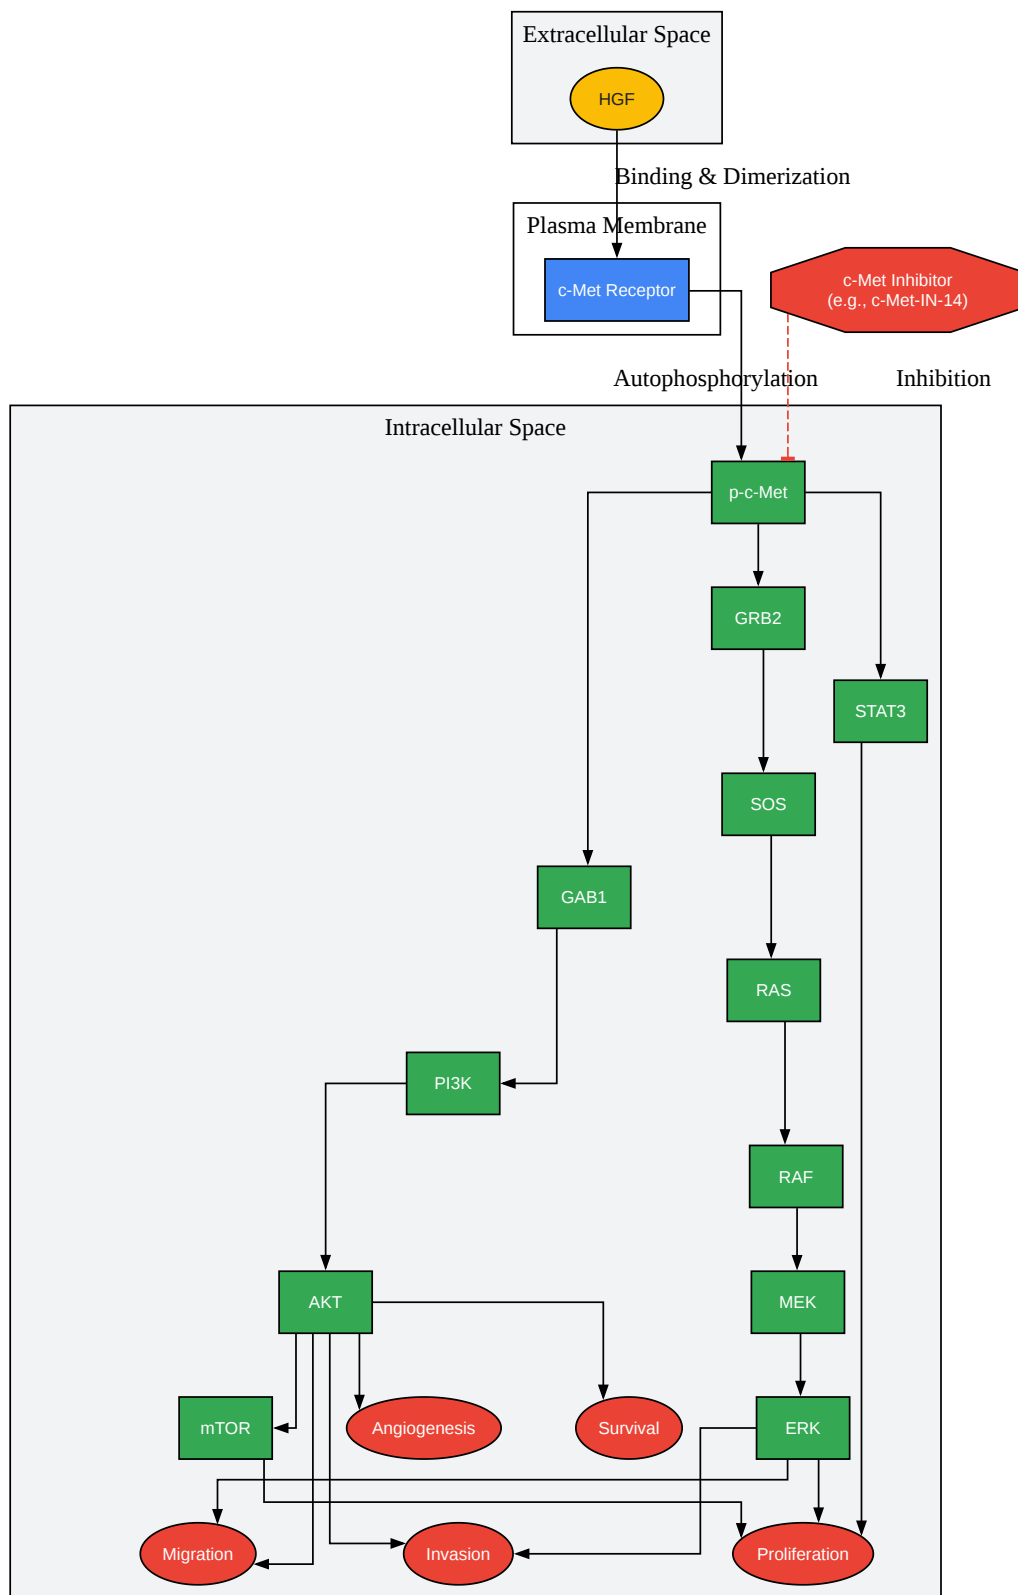 Extracellular Space
HGF
Binding & Dimerization
Plasma Membrane
c-Met Receptor
c-Met Inhibitor
(e.g., c-Met-IN-14)
Autophosphorylation
Inhibition
Intracellular Space
p-c-Met
GRB2
STAT3
SOS
GAB1
RAS
PI3K
RAF
AKT
MEK
mTOR
Angiogenesis
Survival
ERK
Migration
Invasion
Proliferation